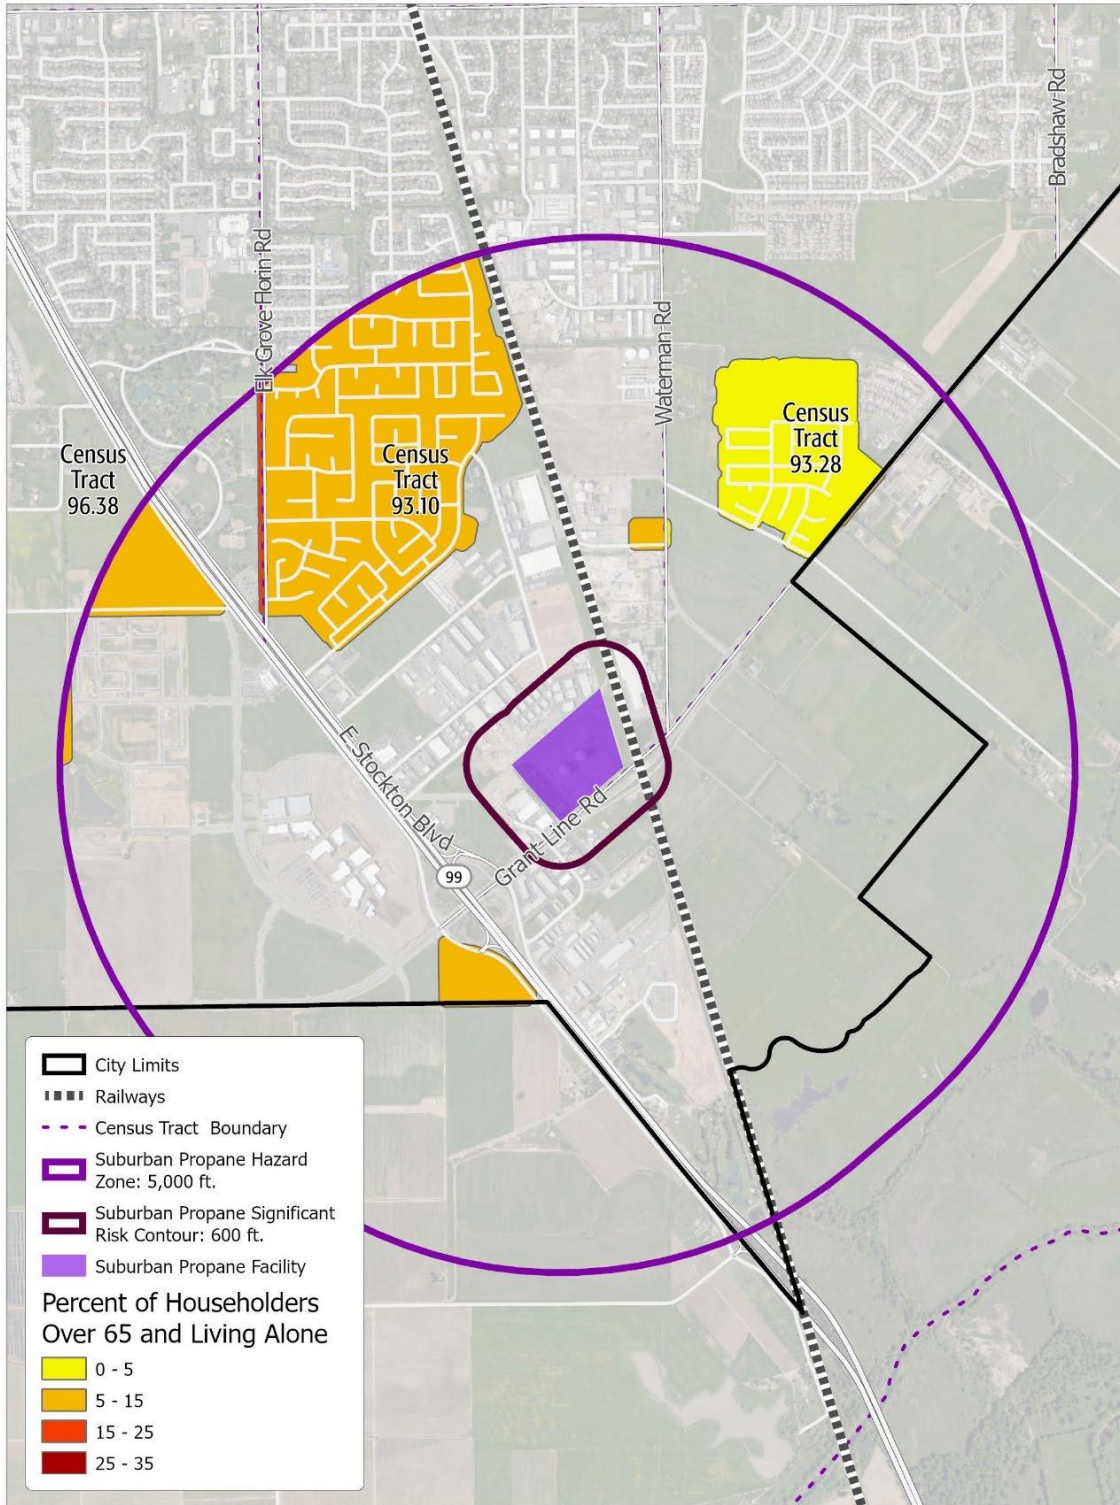 Bradshaw Rd
Elk Grove Florin Rd
Waterman Rd
Census
Tract
93.28
Census
Tract
96.38
Census
Tract
93.10
E Stockton Blvd
Grant Line Rd
99
City Limits
Railways
Census Tract Boundary
Suburban Propane Hazard
Zone: 5,000 ft.
Suburban Propane Significant
Risk Contour: 600 ft.
Suburban Propane Facility
Percent of Householders
Over 65 and Living Alone
0 - 5
5 - 15
15 - 25
25 - 35